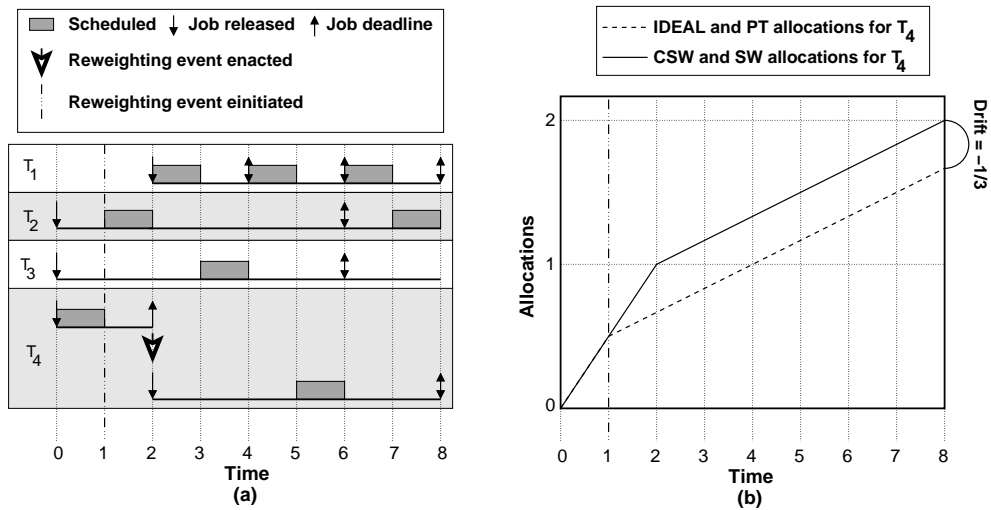 Scheduled
Job released
Job deadline
Reweighting event enacted
Reweighting event einitiated
T1
T2
T3
T4
0 1 2 3 4 5 6 7 8
Time
(a)
IDEAL and PT allocations for T4
CSW and SW allocations for T4
Allocations
2
1
0
Drift = −1/3
0 1 2 3 4 5 6 7 8
Time
(b)